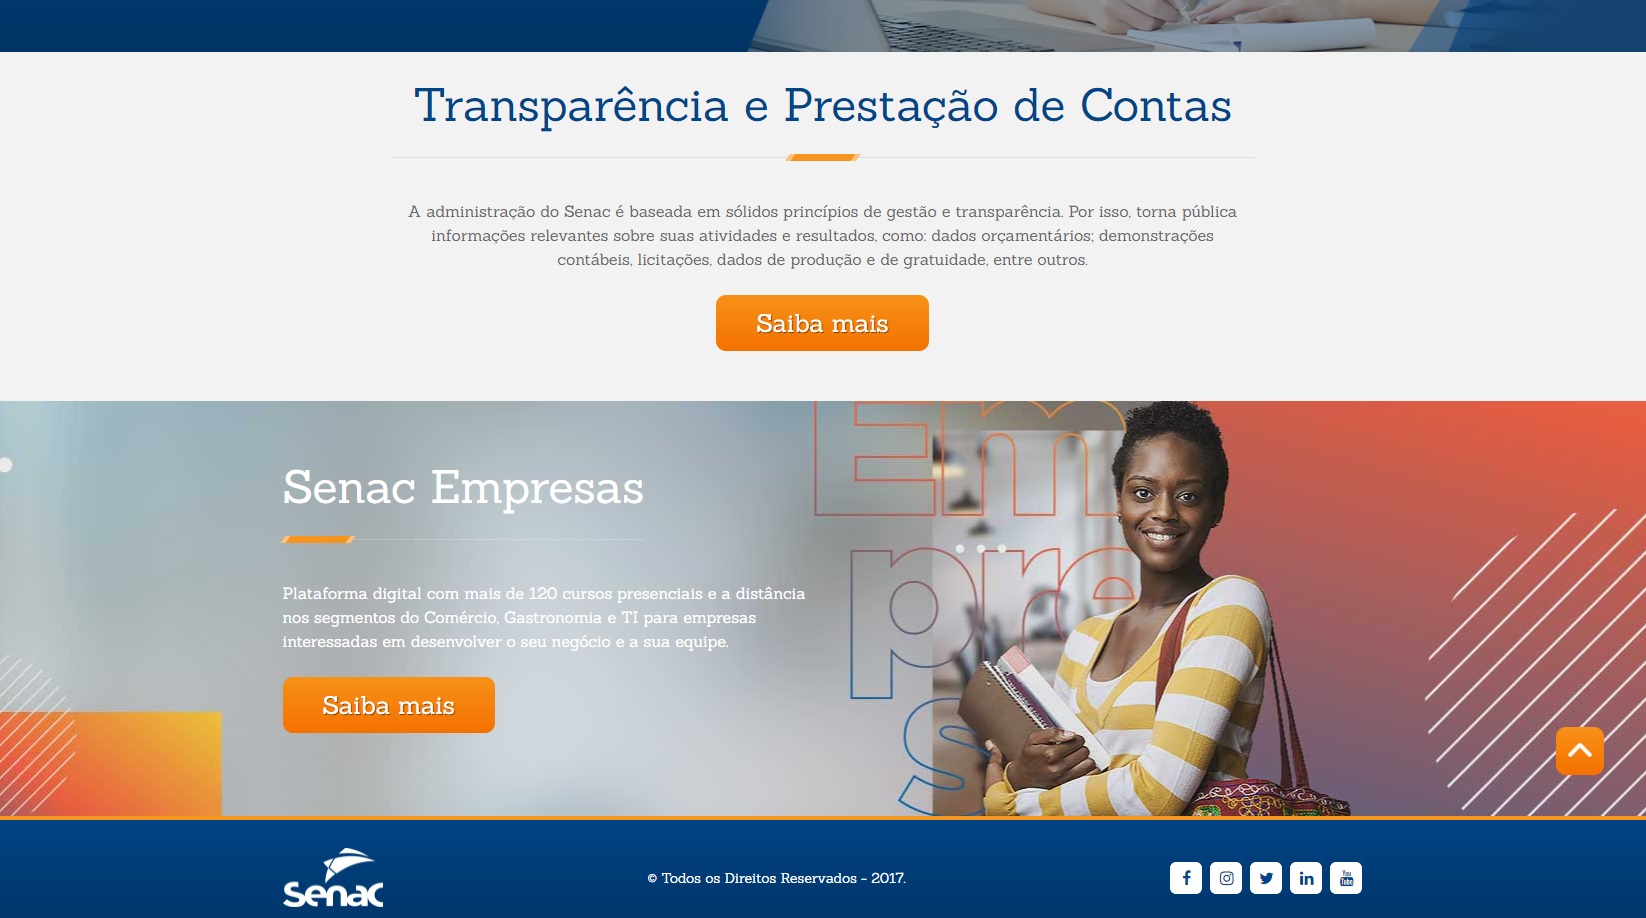 Transparência e Prestação de Contas
A administração do Senac é baseada em sólidos princípios de gestão e transparência. Por isso, torna pública
informações relevantes sobre suas atividades e resultados, como: dados orçamentários; demonstrações
contábeis, licitações, dados de produção e de gratuidade, entre outros.
Saiba mais
Em
pre
s
Senac Empresas
Plataforma digital com mais de 120 cursos presenciais e a distância
nos segmentos do Comércio, Gastronomia e TI para empresas
interessadas em desenvolver o seu negócio e a sua equipe.
Saiba mais
Senac
© Todos os Direitos Reservados - 2017.
f
in
You
Tube